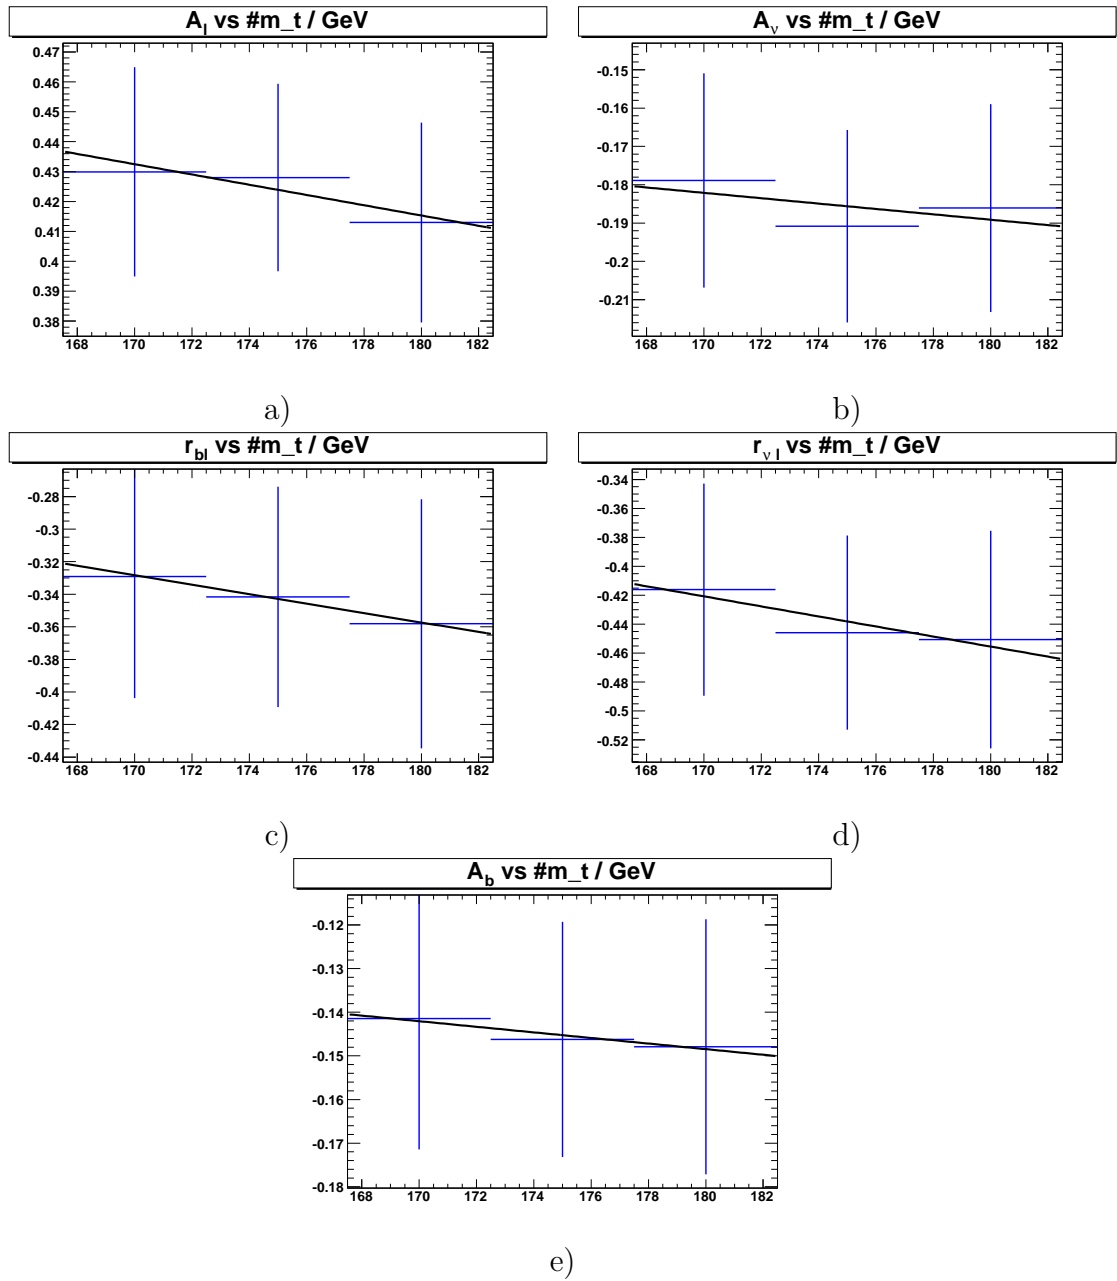 A_l vs #m_t / GeV
0.47
0.46
0.45
0.44
0.43
0.42
0.41
0.4
0.39
0.38
168 170 172 174 176 178 180 182
a)
A_ν vs #m_t / GeV
-0.15
-0.16
-0.17
-0.18
-0.19
-0.2
-0.21
168 170 172 174 176 178 180 182
b)
r_bl vs #m_t / GeV
-0.28
-0.3
-0.32
-0.34
-0.36
-0.38
-0.4
-0.42
-0.44
168 170 172 174 176 178 180 182
c)
r_ν l vs #m_t / GeV
-0.34
-0.36
-0.38
-0.4
-0.42
-0.44
-0.46
-0.48
-0.5
-0.52
168 170 172 174 176 178 180 182
d)
A_b vs #m_t / GeV
-0.12
-0.13
-0.14
-0.15
-0.16
-0.17
-0.18
168 170 172 174 176 178 180 182
e)